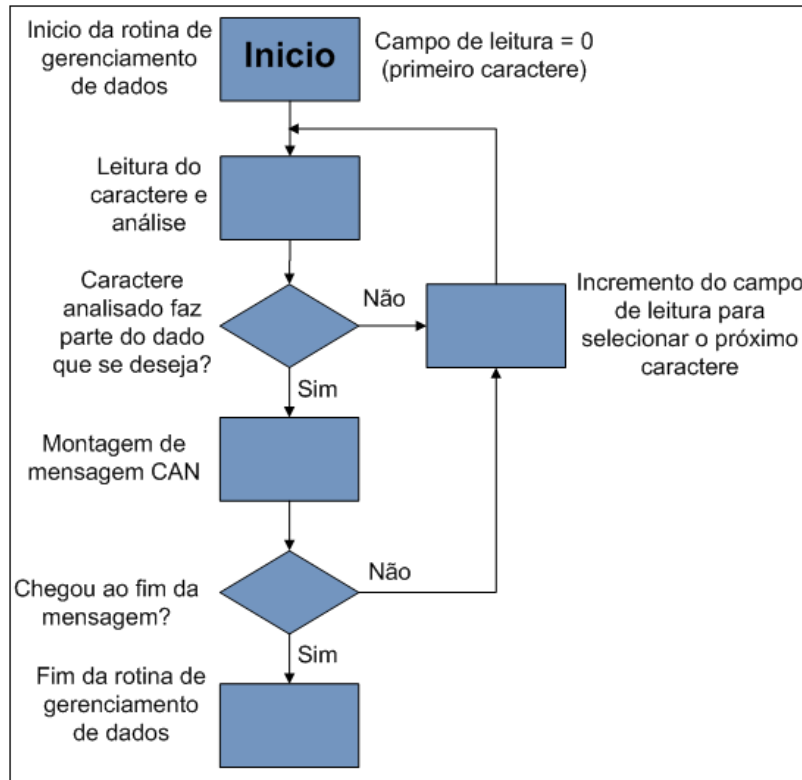 Inicio da rotina de
gerenciamento
de dados
Inicio
Campo de leitura = 0
(primeiro caractere)
Leitura do
caractere e
análise
Caractere
analisado faz
parte do dado
que se deseja?
Não
Incremento do campo
de leitura para
selecionar o próximo
caractere
Sim
Montagem de
mensagem CAN
Chegou ao fim da
mensagem?
Não
Sim
Fim da rotina de
gerenciamento
de dados